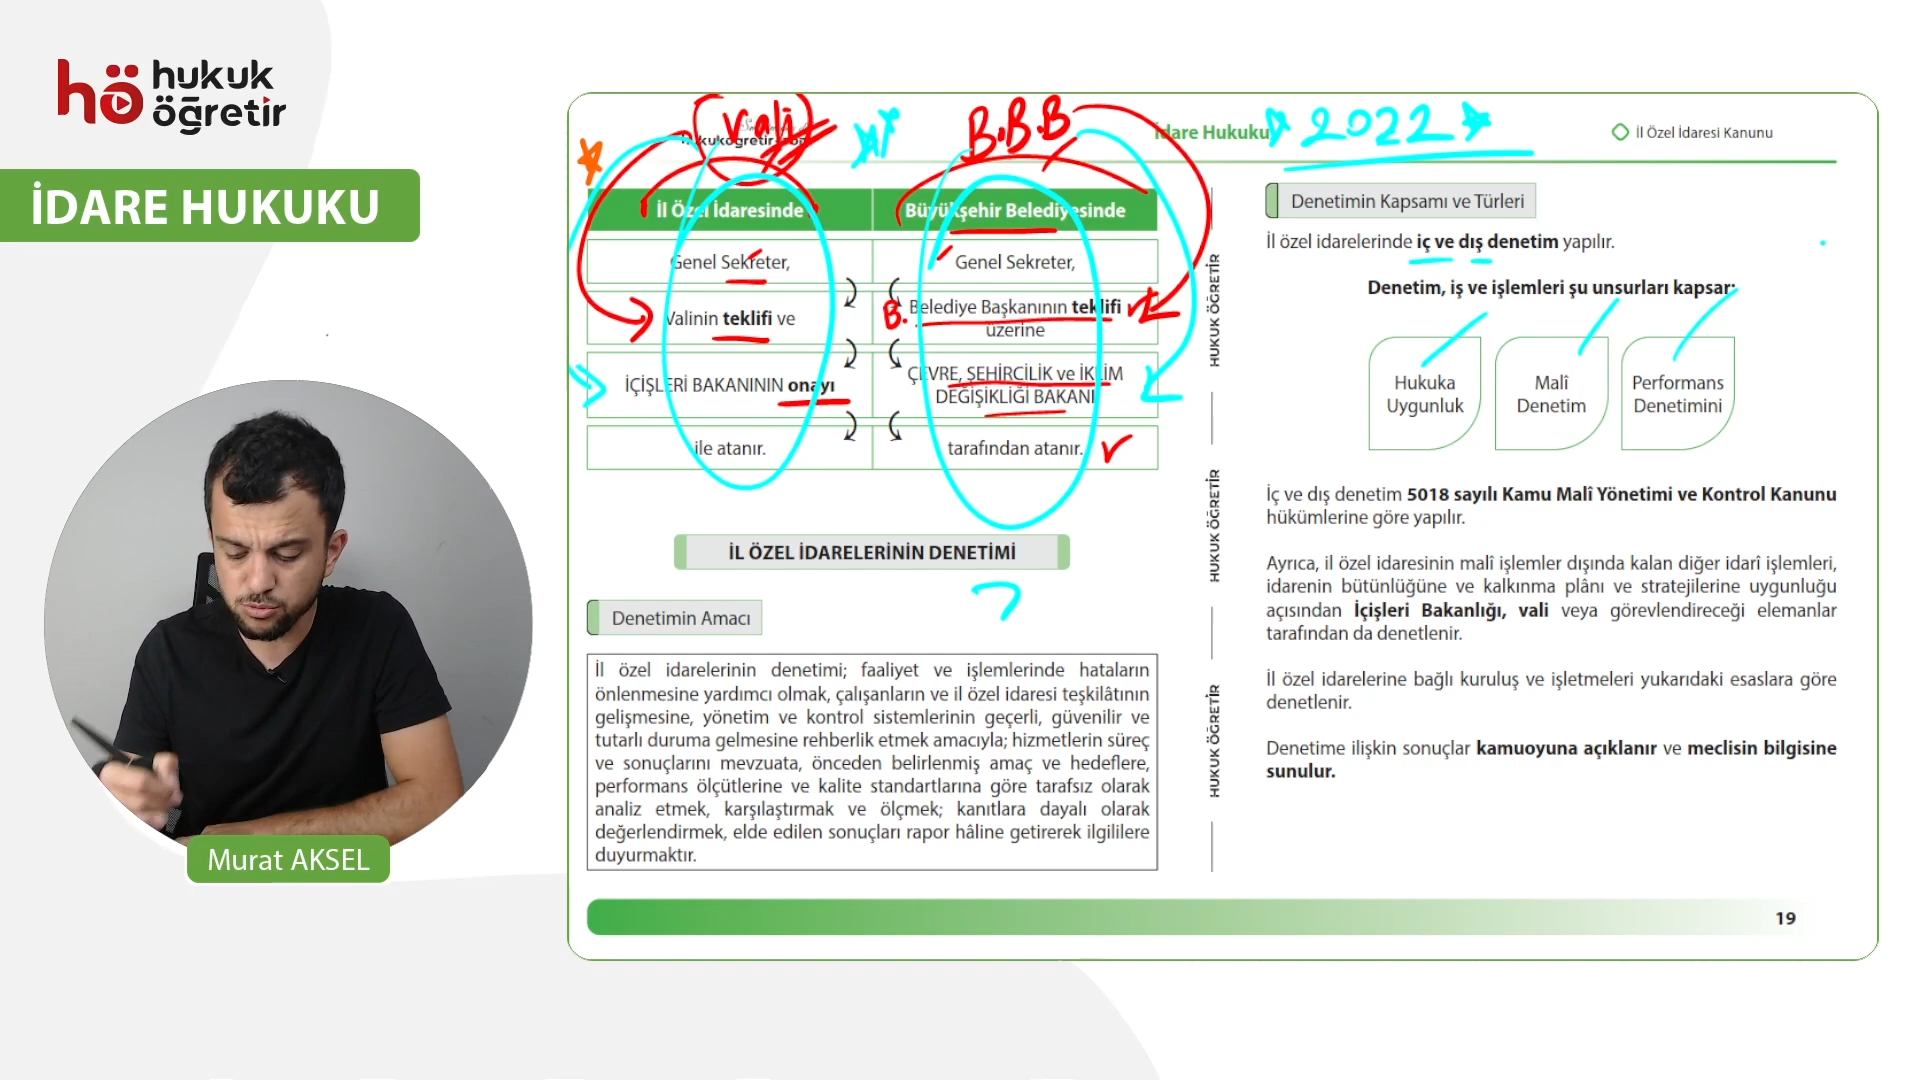 hö hukuk
öğretir
İDARE HUKUKU
Murat AKSEL
Vali
B.B.B
2022
hukukogretir.com
İdare Hukuku
İl Özel İdaresi Kanunu
İl Özel İdaresinde
Büyükşehir Belediyesinde
Genel Sekreter,
Genel Sekreter,
Valinin teklifi ve
B.
Belediye Başkanının teklifi
üzerine
İÇİŞLERİ BAKANININ onayı
ÇEVRE, ŞEHİRCİLİK ve İKLİM
DEĞİŞİKLİĞİ BAKANI
ile atanır.
tarafından atanır.
İL ÖZEL İDARELERİNİN DENETİMİ
Denetimin Amacı
İl özel idarelerinin denetimi; faaliyet ve işlemlerinde hataların
önlenmesine yardımcı olmak, çalışanların ve il özel idaresi teşkilâtının
gelişmesine, yönetim ve kontrol sistemlerinin geçerli, güvenilir ve
tutarlı duruma gelmesine rehberlik etmek amacıyla; hizmetlerin süreç
ve sonuçlarını mevzuata, önceden belirlenmiş amaç ve hedeflere,
performans ölçütlerine ve kalite standartlarına göre tarafsız olarak
analiz etmek, karşılaştırmak ve ölçmek; kanıtlara dayalı olarak
değerlendirmek, elde edilen sonuçları rapor hâline getirerek ilgililere
duyurmaktır.
HUKUK ÖĞRETİR
HUKUK ÖĞRETİR
HUKUK ÖĞRETİR
Denetimin Kapsamı ve Türleri
İl özel idarelerinde iç ve dış denetim yapılır.
Denetim, iş ve işlemleri şu unsurları kapsar:
Hukuka
Uygunluk
Malî
Denetim
Performans
Denetimini
İç ve dış denetim 5018 sayılı Kamu Malî Yönetimi ve Kontrol Kanunu
hükümlerine göre yapılır.
Ayrıca, il özel idaresinin malî işlemler dışında kalan diğer idarî işlemleri,
idarenin bütünlüğüne ve kalkınma plânı ve stratejilerine uygunluğu
açısından İçişleri Bakanlığı, vali veya görevlendireceği elemanlar
tarafından da denetlenir.
İl özel idarelerine bağlı kuruluş ve işletmeleri yukarıdaki esaslara göre
denetlenir.
Denetime ilişkin sonuçlar kamuoyuna açıklanır ve meclisin bilgisine
sunulur.
19